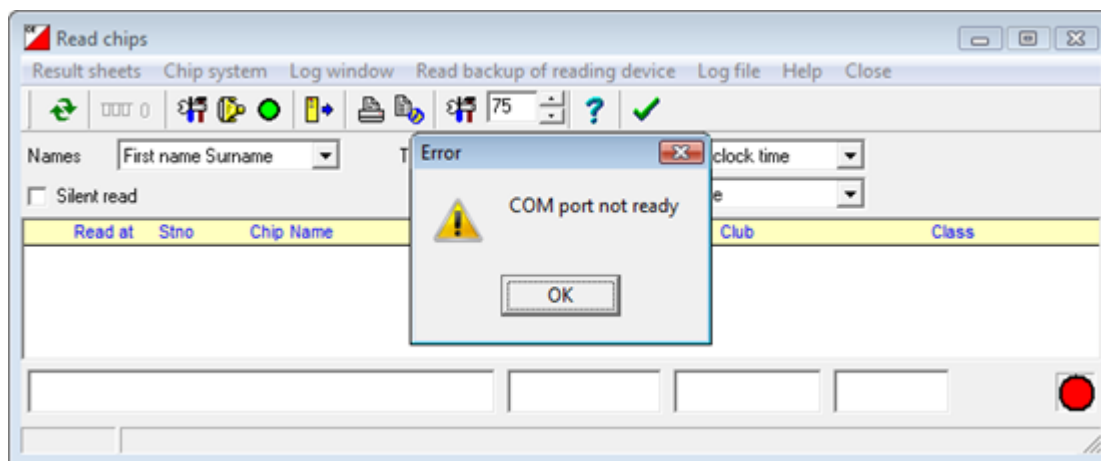 Read chips
Result sheets Chip system Log window Read backup of reading device Log file Help Close
0 75 ?
Names First name Surname T clock time
Silent read e
Error
COM port not ready
OK
Read at Stno Chip Name Club Class